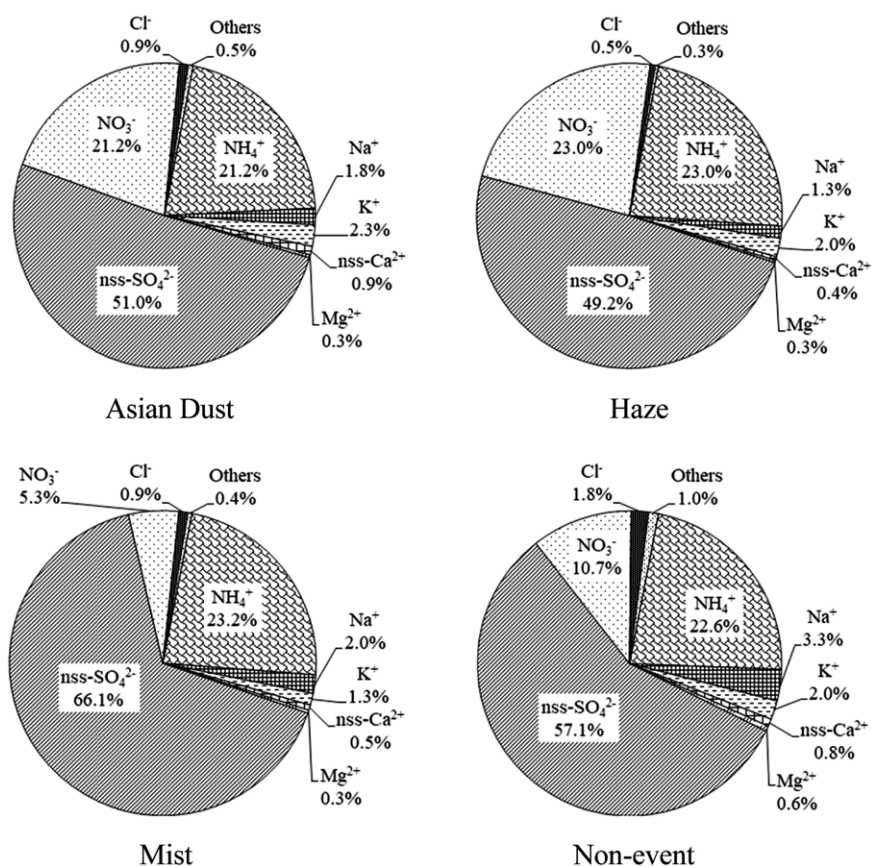 Cl⁻
0.9%
Others
0.5%
NO₃⁻
21.2%
NH₄⁺
21.2%
Na⁺
1.8%
K⁺
2.3%
nss-Ca²⁺
0.9%
Mg²⁺
0.3%
nss-SO₄²⁻
51.0%
Asian Dust
Cl⁻
0.5%
Others
0.3%
NO₃⁻
23.0%
NH₄⁺
23.0%
Na⁺
1.3%
K⁺
2.0%
nss-Ca²⁺
0.4%
Mg²⁺
0.3%
nss-SO₄²⁻
49.2%
Haze
NO₃⁻
5.3%
Cl⁻
0.9%
Others
0.4%
NH₄⁺
23.2%
Na⁺
2.0%
K⁺
1.3%
nss-Ca²⁺
0.5%
Mg²⁺
0.3%
nss-SO₄²⁻
66.1%
Mist
Cl⁻
1.8%
Others
1.0%
NO₃⁻
10.7%
NH₄⁺
22.6%
Na⁺
3.3%
K⁺
2.0%
nss-Ca²⁺
0.8%
Mg²⁺
0.6%
nss-SO₄²⁻
57.1%
Non-event